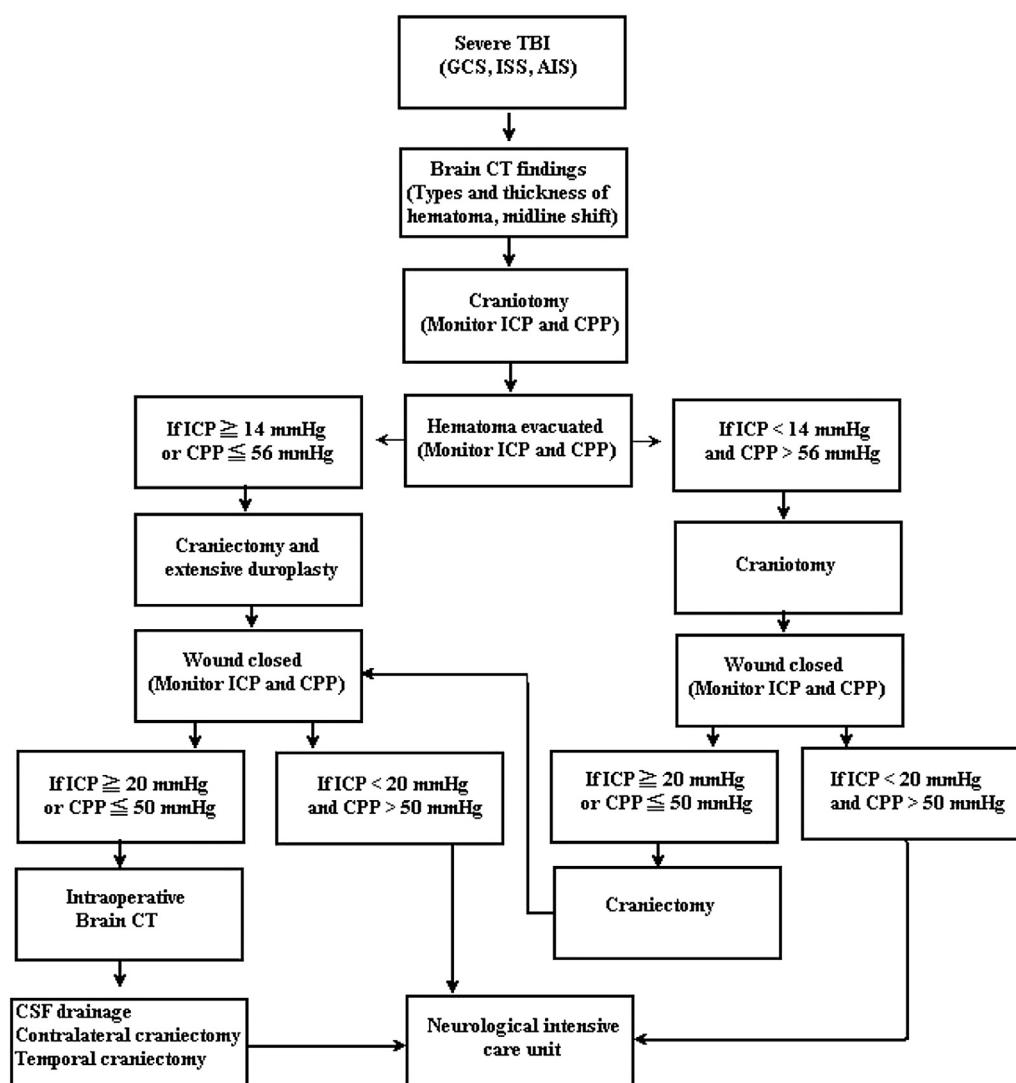 Severe TBI
(GCS, ISS, AIS)
Brain CT findings
(Types and thickness of
hematoma, midline shift)
Craniotomy
(Monitor ICP and CPP)
Hematoma evacuated
(Monitor ICP and CPP)
If ICP ≧ 14 mmHg
or CPP ≦ 56 mmHg
If ICP < 14 mmHg
and CPP > 56 mmHg
Craniectomy and
extensive duroplasty
Craniotomy
Wound closed
(Monitor ICP and CPP)
Wound closed
(Monitor ICP and CPP)
If ICP ≧ 20 mmHg
or CPP ≦ 50 mmHg
If ICP < 20 mmHg
and CPP > 50 mmHg
If ICP ≧ 20 mmHg
or CPP ≦ 50 mmHg
If ICP < 20 mmHg
and CPP > 50 mmHg
Intraoperative
Brain CT
Craniectomy
CSF drainage
Contralateral craniectomy
Temporal craniectomy
Neurological intensive
care unit